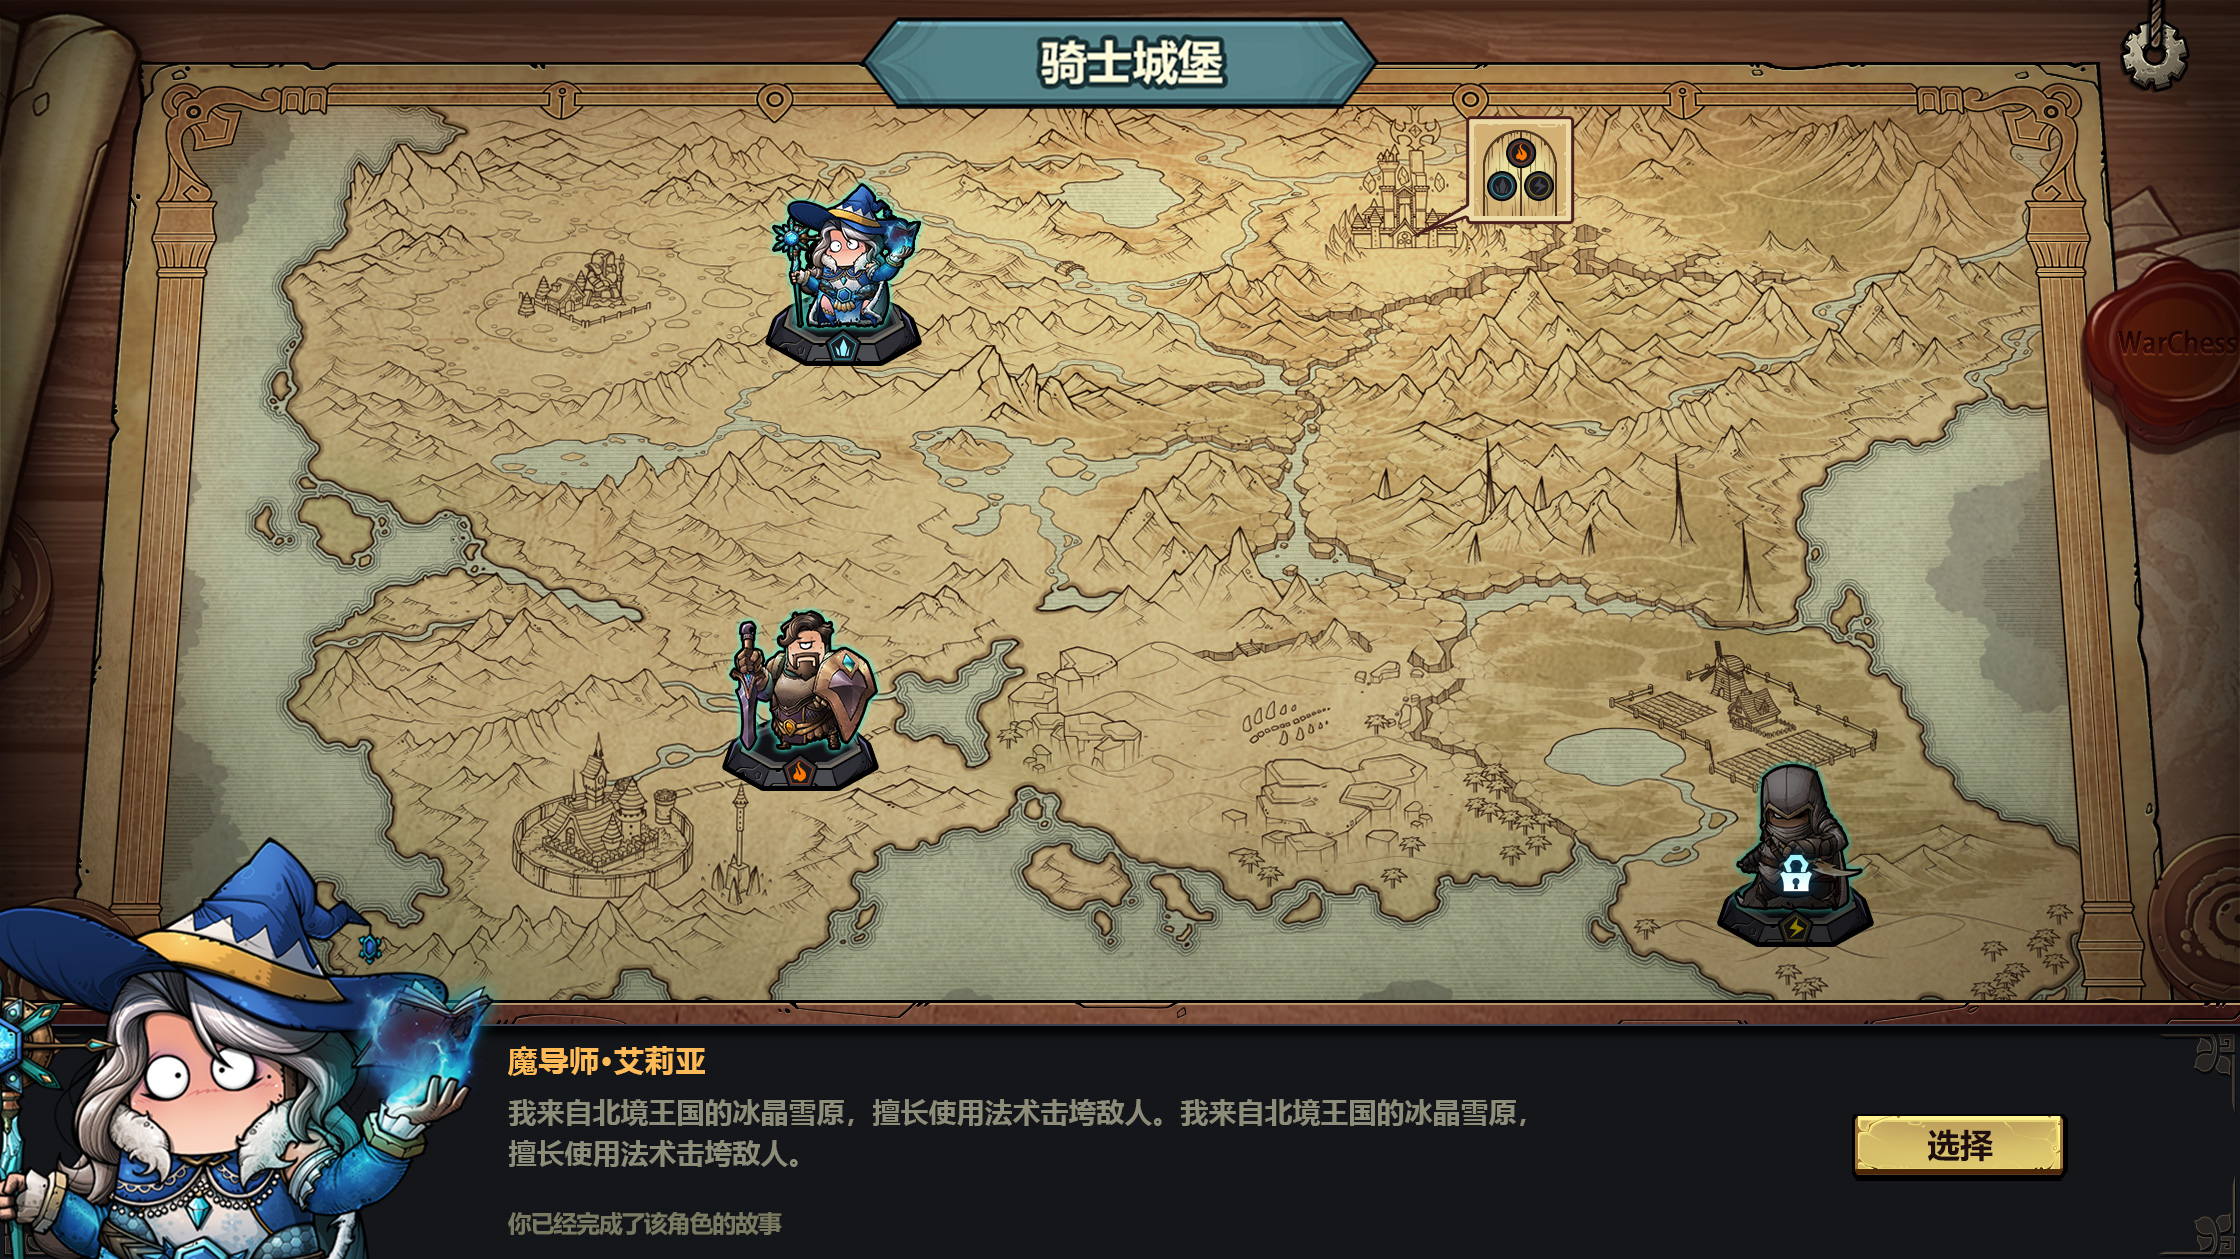 骑士城堡
WarChess
魔导师·艾莉亚
我来自北境王国的冰晶雪原，擅长使用法术击垮敌人。我来自北境王国的冰晶雪原，
擅长使用法术击垮敌人。
选择
你已经完成了该角色的故事